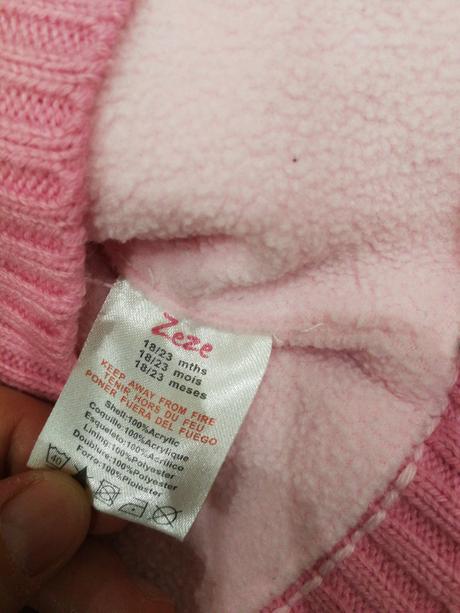 Zeze
18/23 mths
18/23 mois
18/23 meses
KEEP AWAY FROM FIRE
TENIR HORS DU FEU
PONER FUERA DEL FUEGO
Shell:100%Acrylic
Coquille:100%Acrylique
Esqueleto:100%Acrilico
Lining:100%Polyester
Doublure:100%Polyester
Forro:100%Poliester
40